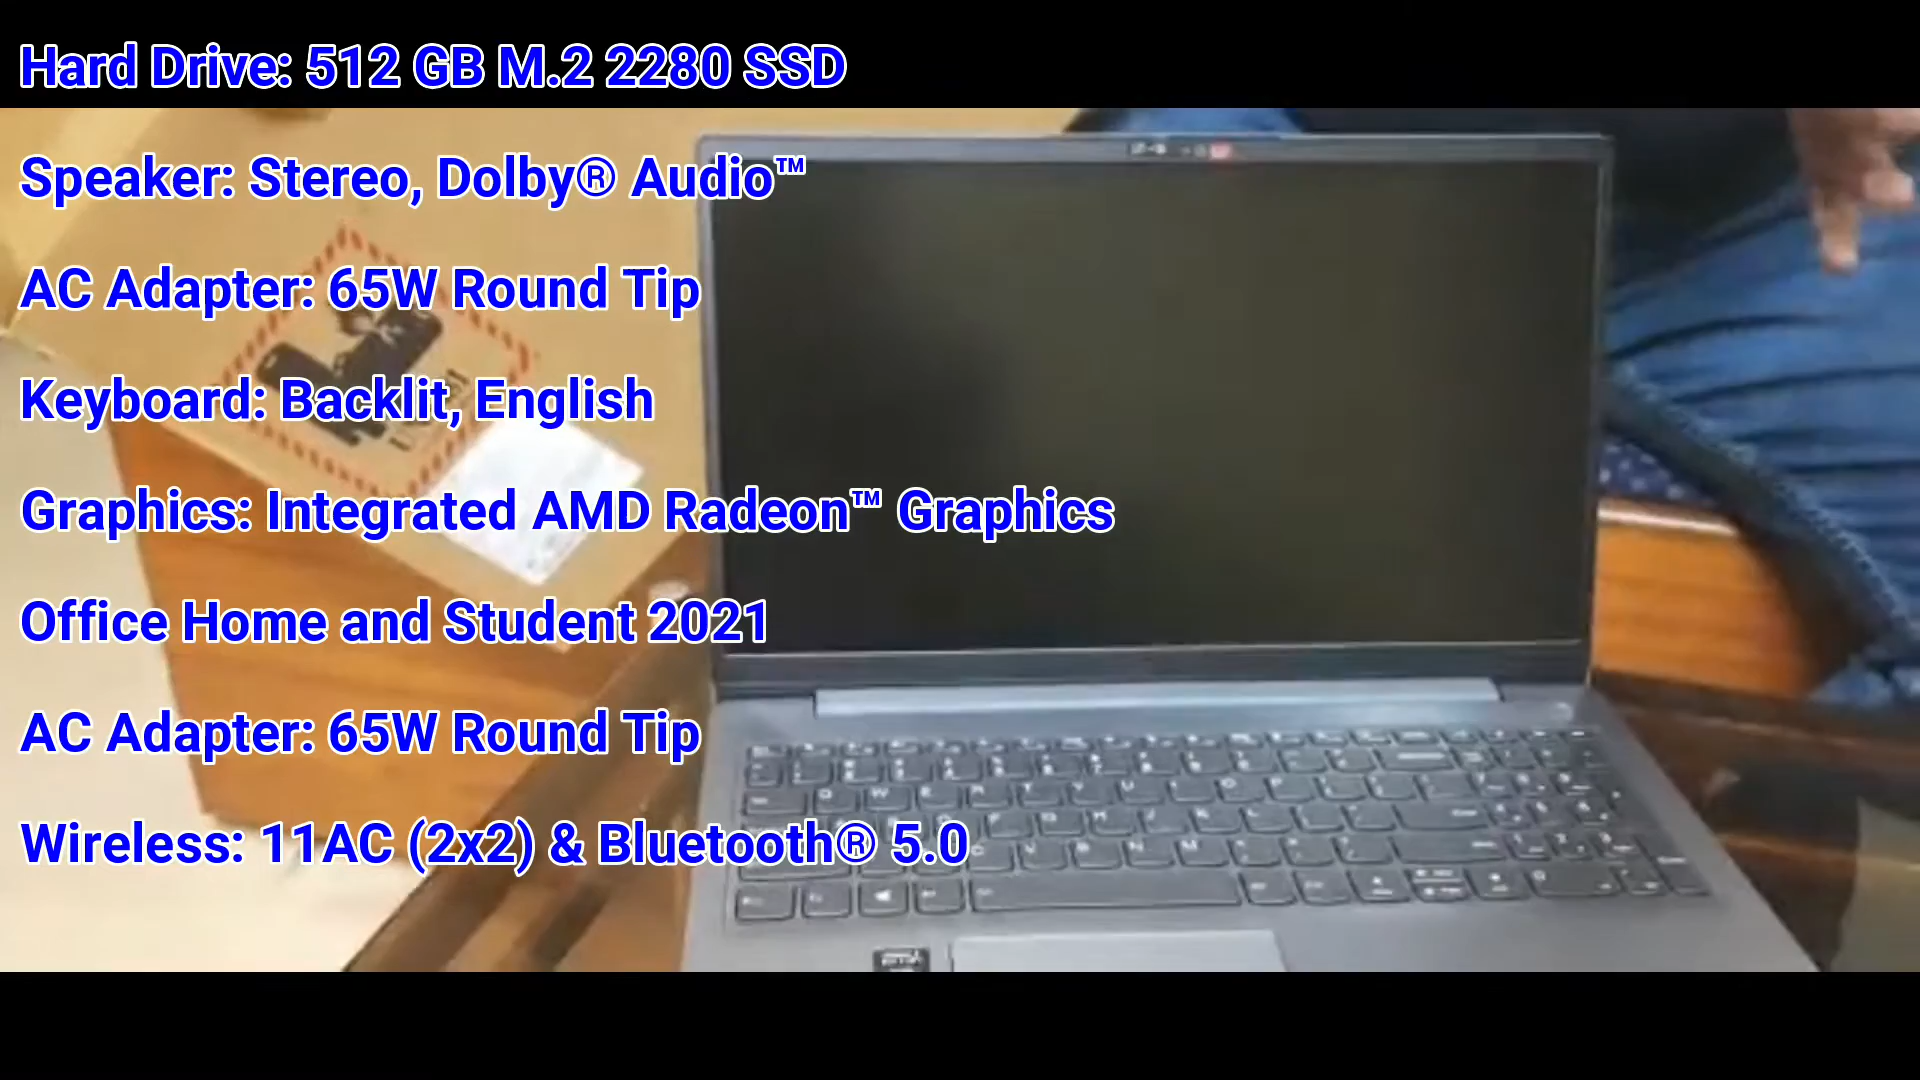 Hard Drive: 512 GB M.2 2280 SSD
Speaker: Stereo, Dolby® Audio™
AC Adapter: 65W Round Tip
Keyboard: Backlit, English
Graphics: Integrated AMD Radeon™ Graphics
Office Home and Student 2021
AC Adapter: 65W Round Tip
Wireless: 11AC (2x2) & Bluetooth® 5.0